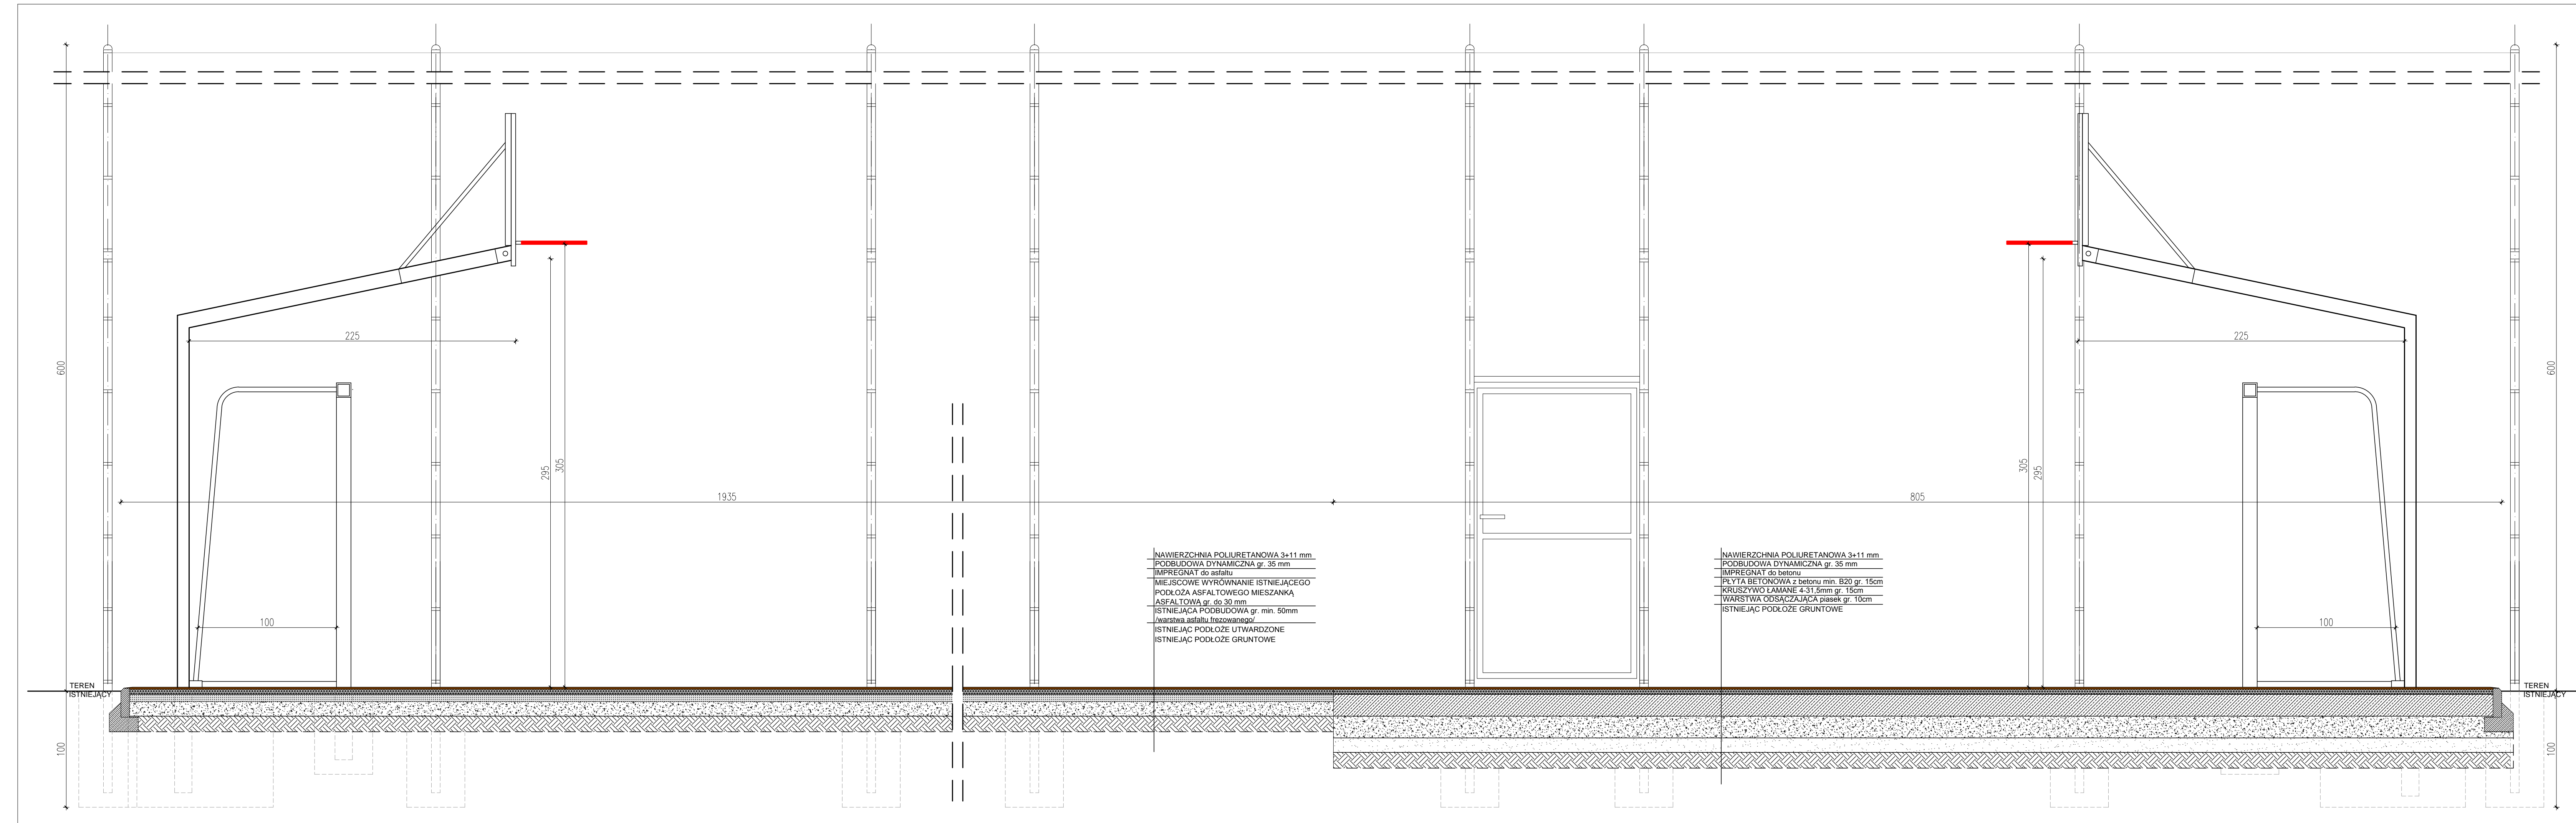 600
225
295
305
1935
100
TEREN
ISTNIEJĄCY
100
NAWIERZCHNIA POLIURETANOWA 3+11 mm
PODBUDOWA DYNAMICZNA gr. 35 mm
IMPREGNAT do asfaltu
MIEJSCOWE WYRÓWNANIE ISTNIEJĄCEGO
PODŁOŻA ASFALTOWEGO MIESZANKĄ
ASFALTOWĄ gr. do 30 mm
ISTNIEJĄCA PODBUDOWA gr. min. 50mm
/warstwa asfaltu frezowanego/
ISTNIEJĄC PODŁOŻE UTWARDZONE
ISTNIEJĄC PODŁOŻE GRUNTOWE
NAWIERZCHNIA POLIURETANOWA 3+11 mm
PODBUDOWA DYNAMICZNA gr. 35 mm
IMPREGNAT do betonu
PŁYTA BETONOWA z betonu min. B20 gr. 15cm
KRUSZYWO ŁAMANE 4-31,5mm gr. 15cm
WARSTWA ODSĄCZAJĄCA piasek gr. 10cm
ISTNIEJĄC PODŁOŻE GRUNTOWE
805
305
295
225
100
600
TEREN
ISTNIEJĄCY
100